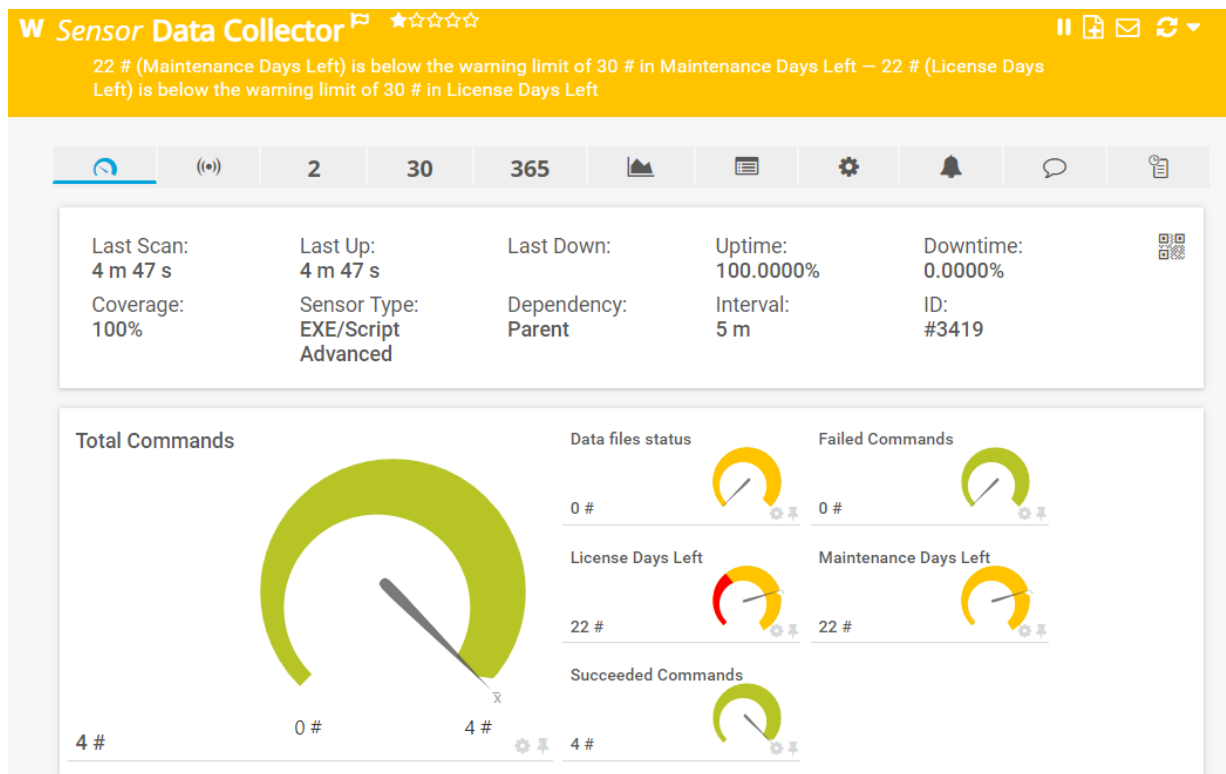 W Sensor Data Collector
22 # (Maintenance Days Left) is below the warning limit of 30 # in Maintenance Days Left — 22 # (License Days
Left) is below the warning limit of 30 # in License Days Left
2 30 365
Last Scan: Last Up: Last Down: Uptime: Downtime:
4 m 47 s 4 m 47 s 100.0000% 0.0000%
Coverage: Sensor Type: Dependency: Interval: ID:
100% EXE/Script Parent 5 m #3419
Advanced
Total Commands
0 # 4 #
x̄
4 #
Data files status
0 #
Failed Commands
0 #
License Days Left
22 #
Maintenance Days Left
22 #
Succeeded Commands
4 #